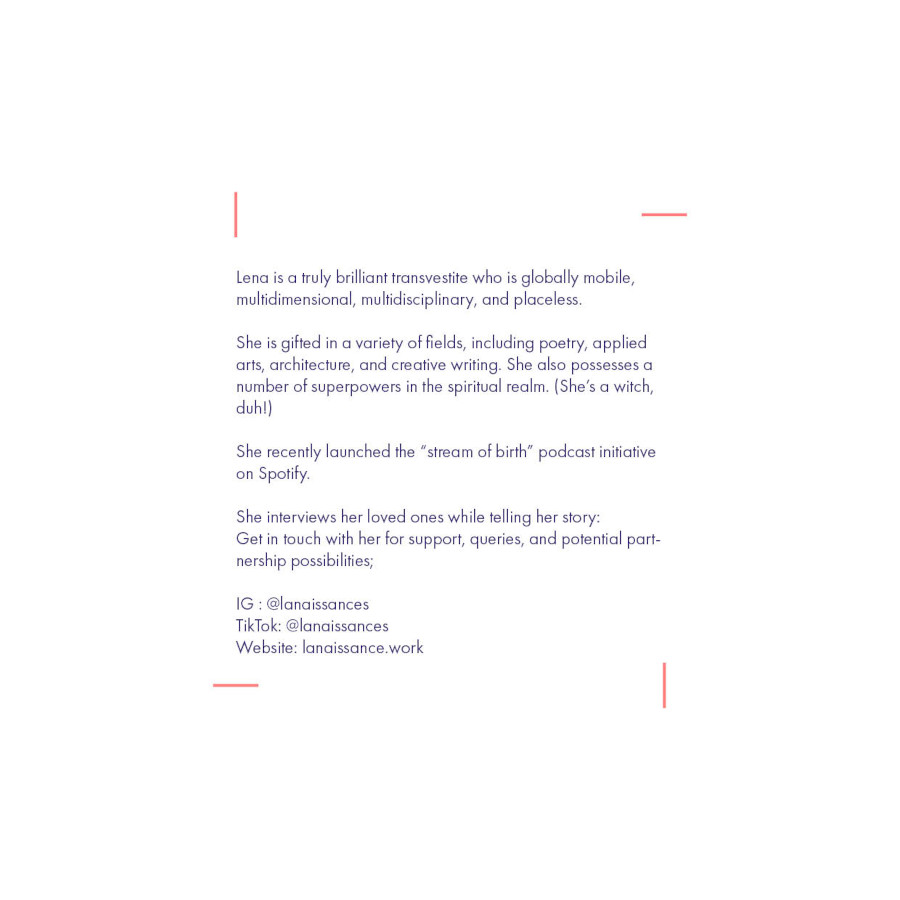 Lena is a truly brilliant transvestite who is globally mobile,
multidimensional, multidisciplinary, and placeless.
She is gifted in a variety of fields, including poetry, applied
arts, architecture, and creative writing. She also possesses a
number of superpowers in the spiritual realm. (She’s a witch,
duh!)
She recently launched the “stream of birth” podcast initiative
on Spotify.
She interviews her loved ones while telling her story:
Get in touch with her for support, queries, and potential part-
nership possibilities;
IG : @lanaissances
TikTok: @lanaissances
Website: lanaissance.work